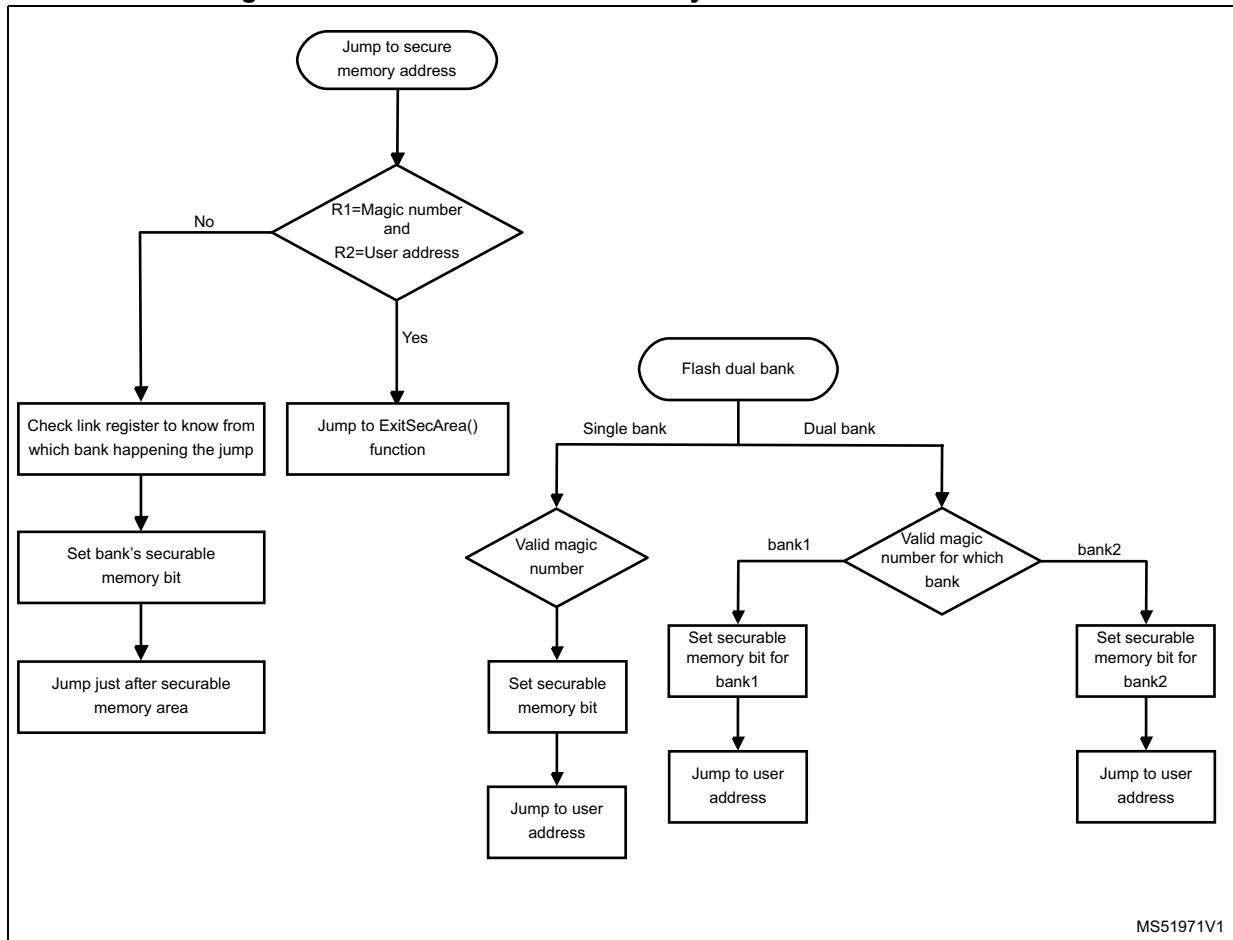 Jump to secure
memory address
R1=Magic number
and
R2=User address
No
Yes
Check link register to know from
which bank happening the jump
Jump to ExitSecArea()
function
Set bank's securable
memory bit
Jump just after securable
memory area
Flash dual bank
Single bank
Dual bank
Valid magic
number
Valid magic
number for which
bank
bank1
bank2
Set securable
memory bit
Set securable
memory bit for
bank1
Set securable
memory bit for
bank2
Jump to user
address
Jump to user
address
Jump to user
address
MS51971V1